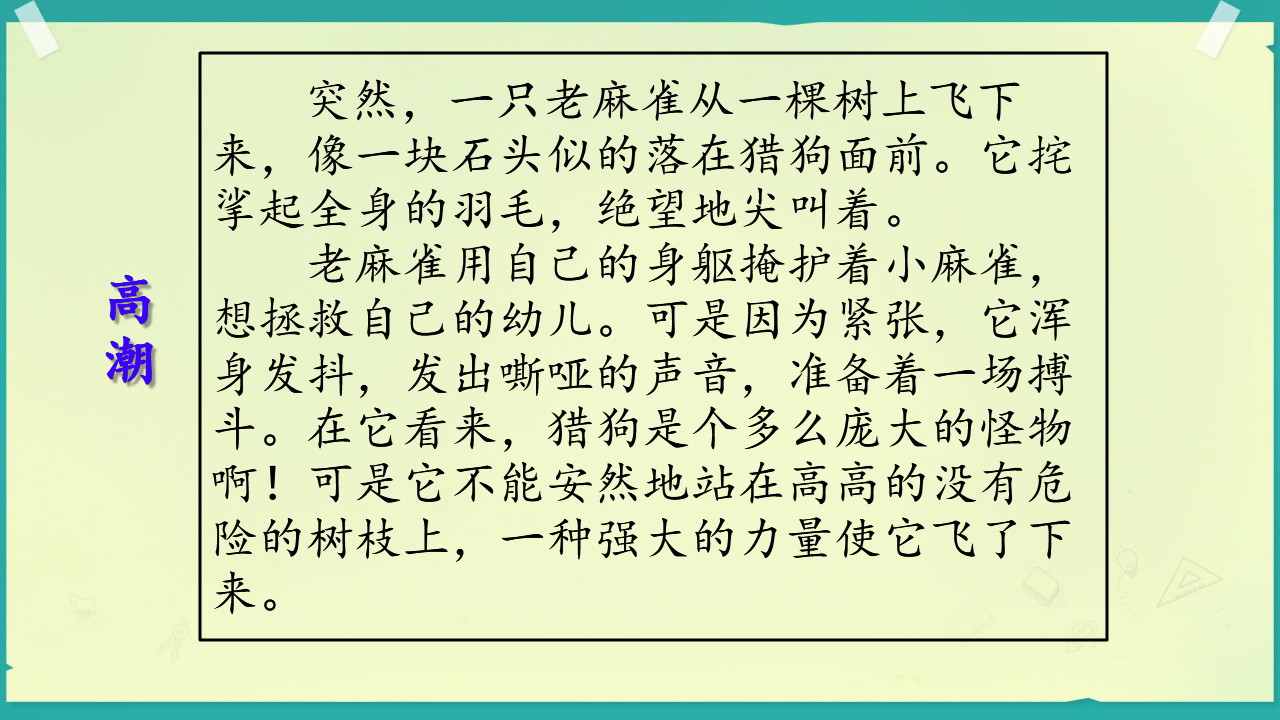 高潮
突然，一只老麻雀从一棵树上飞下
来，像一块石头似的落在猎狗面前。它挓
挲起全身的羽毛，绝望地尖叫着。
老麻雀用自己的身躯掩护着小麻雀，
想拯救自己的幼儿。可是因为紧张，它浑
身发抖，发出嘶哑的声音，准备着一场搏
斗。在它看来，猎狗是个多么庞大的怪物
啊！可是它不能安然地站在高高的没有危
险的树枝上，一种强大的力量使它飞了下
来。